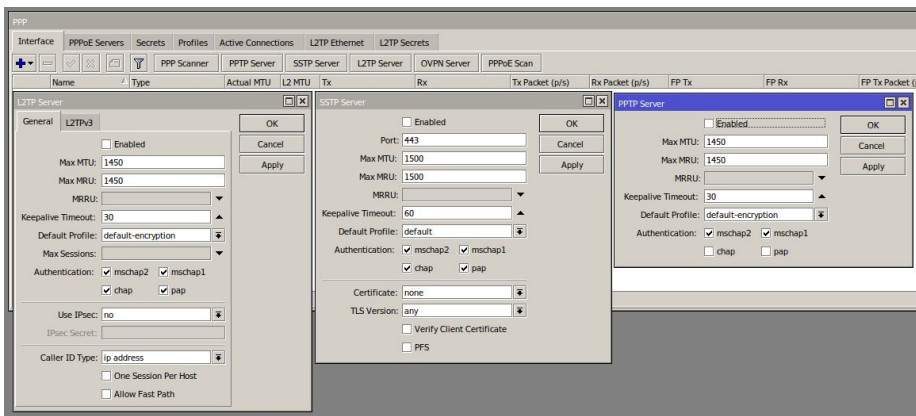 PPP
Interface PPPoE Servers Secrets Profiles Active Connections L2TP Ethernet L2TP Secrets
PPP Scanner PPTP Server SSTP Server L2TP Server OVPN Server PPPoE Scan
Name Type Actual MTU L2 MTU Tx Rx Tx Packet (p/s) Rx Packet (p/s) FP Tx FP Rx FP Tx Packet (
L2TP Server
General L2TPv3
OK
Enabled
Cancel
Max MTU: 1450
Apply
Max MRU: 1450
MRRU:
Keepalive Timeout: 30
Default Profile: default-encryption
Max Sessions:
Authentication: mschap2 mschap1
chap pap
Use IPsec: no
IPsec Secret:
Caller ID Type: ip address
One Session Per Host
Allow Fast Path
SSTP Server
Enabled OK
Port: 443
Cancel
Max MTU: 1500
Apply
Max MRU: 1500
MRRU:
Keepalive Timeout: 60
Default Profile: default
Authentication: mschap2 mschap1
chap pap
Certificate: none
TLS Version: any
Verify Client Certificate
PFS
PPTP Server
Enabled OK
Max MTU: 1450 Cancel
Max MRU: 1450
Apply
MRRU:
Keepalive Timeout: 30
Default Profile: default-encryption
Authentication: mschap2 mschap1
chap pap